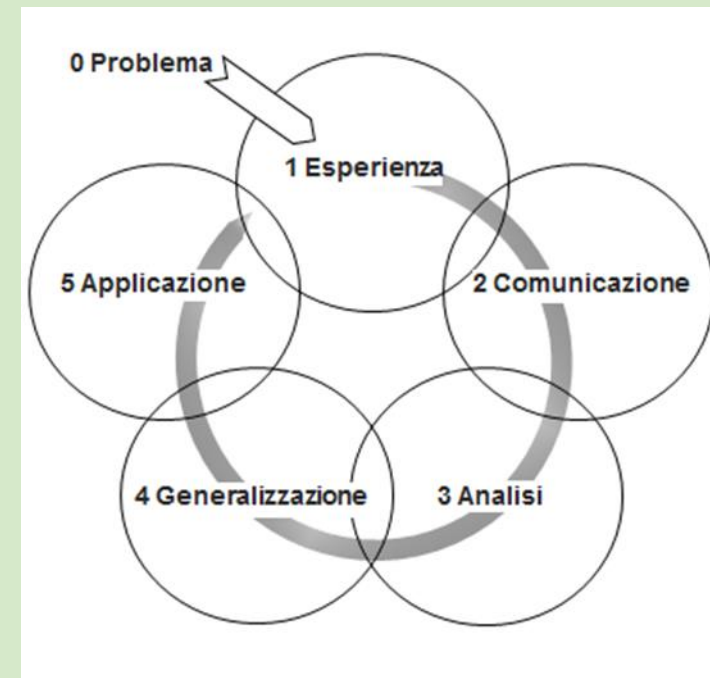 0 Problema
1 Esperienza
2 Comunicazione
3 Analisi
4 Generalizzazione
5 Applicazione